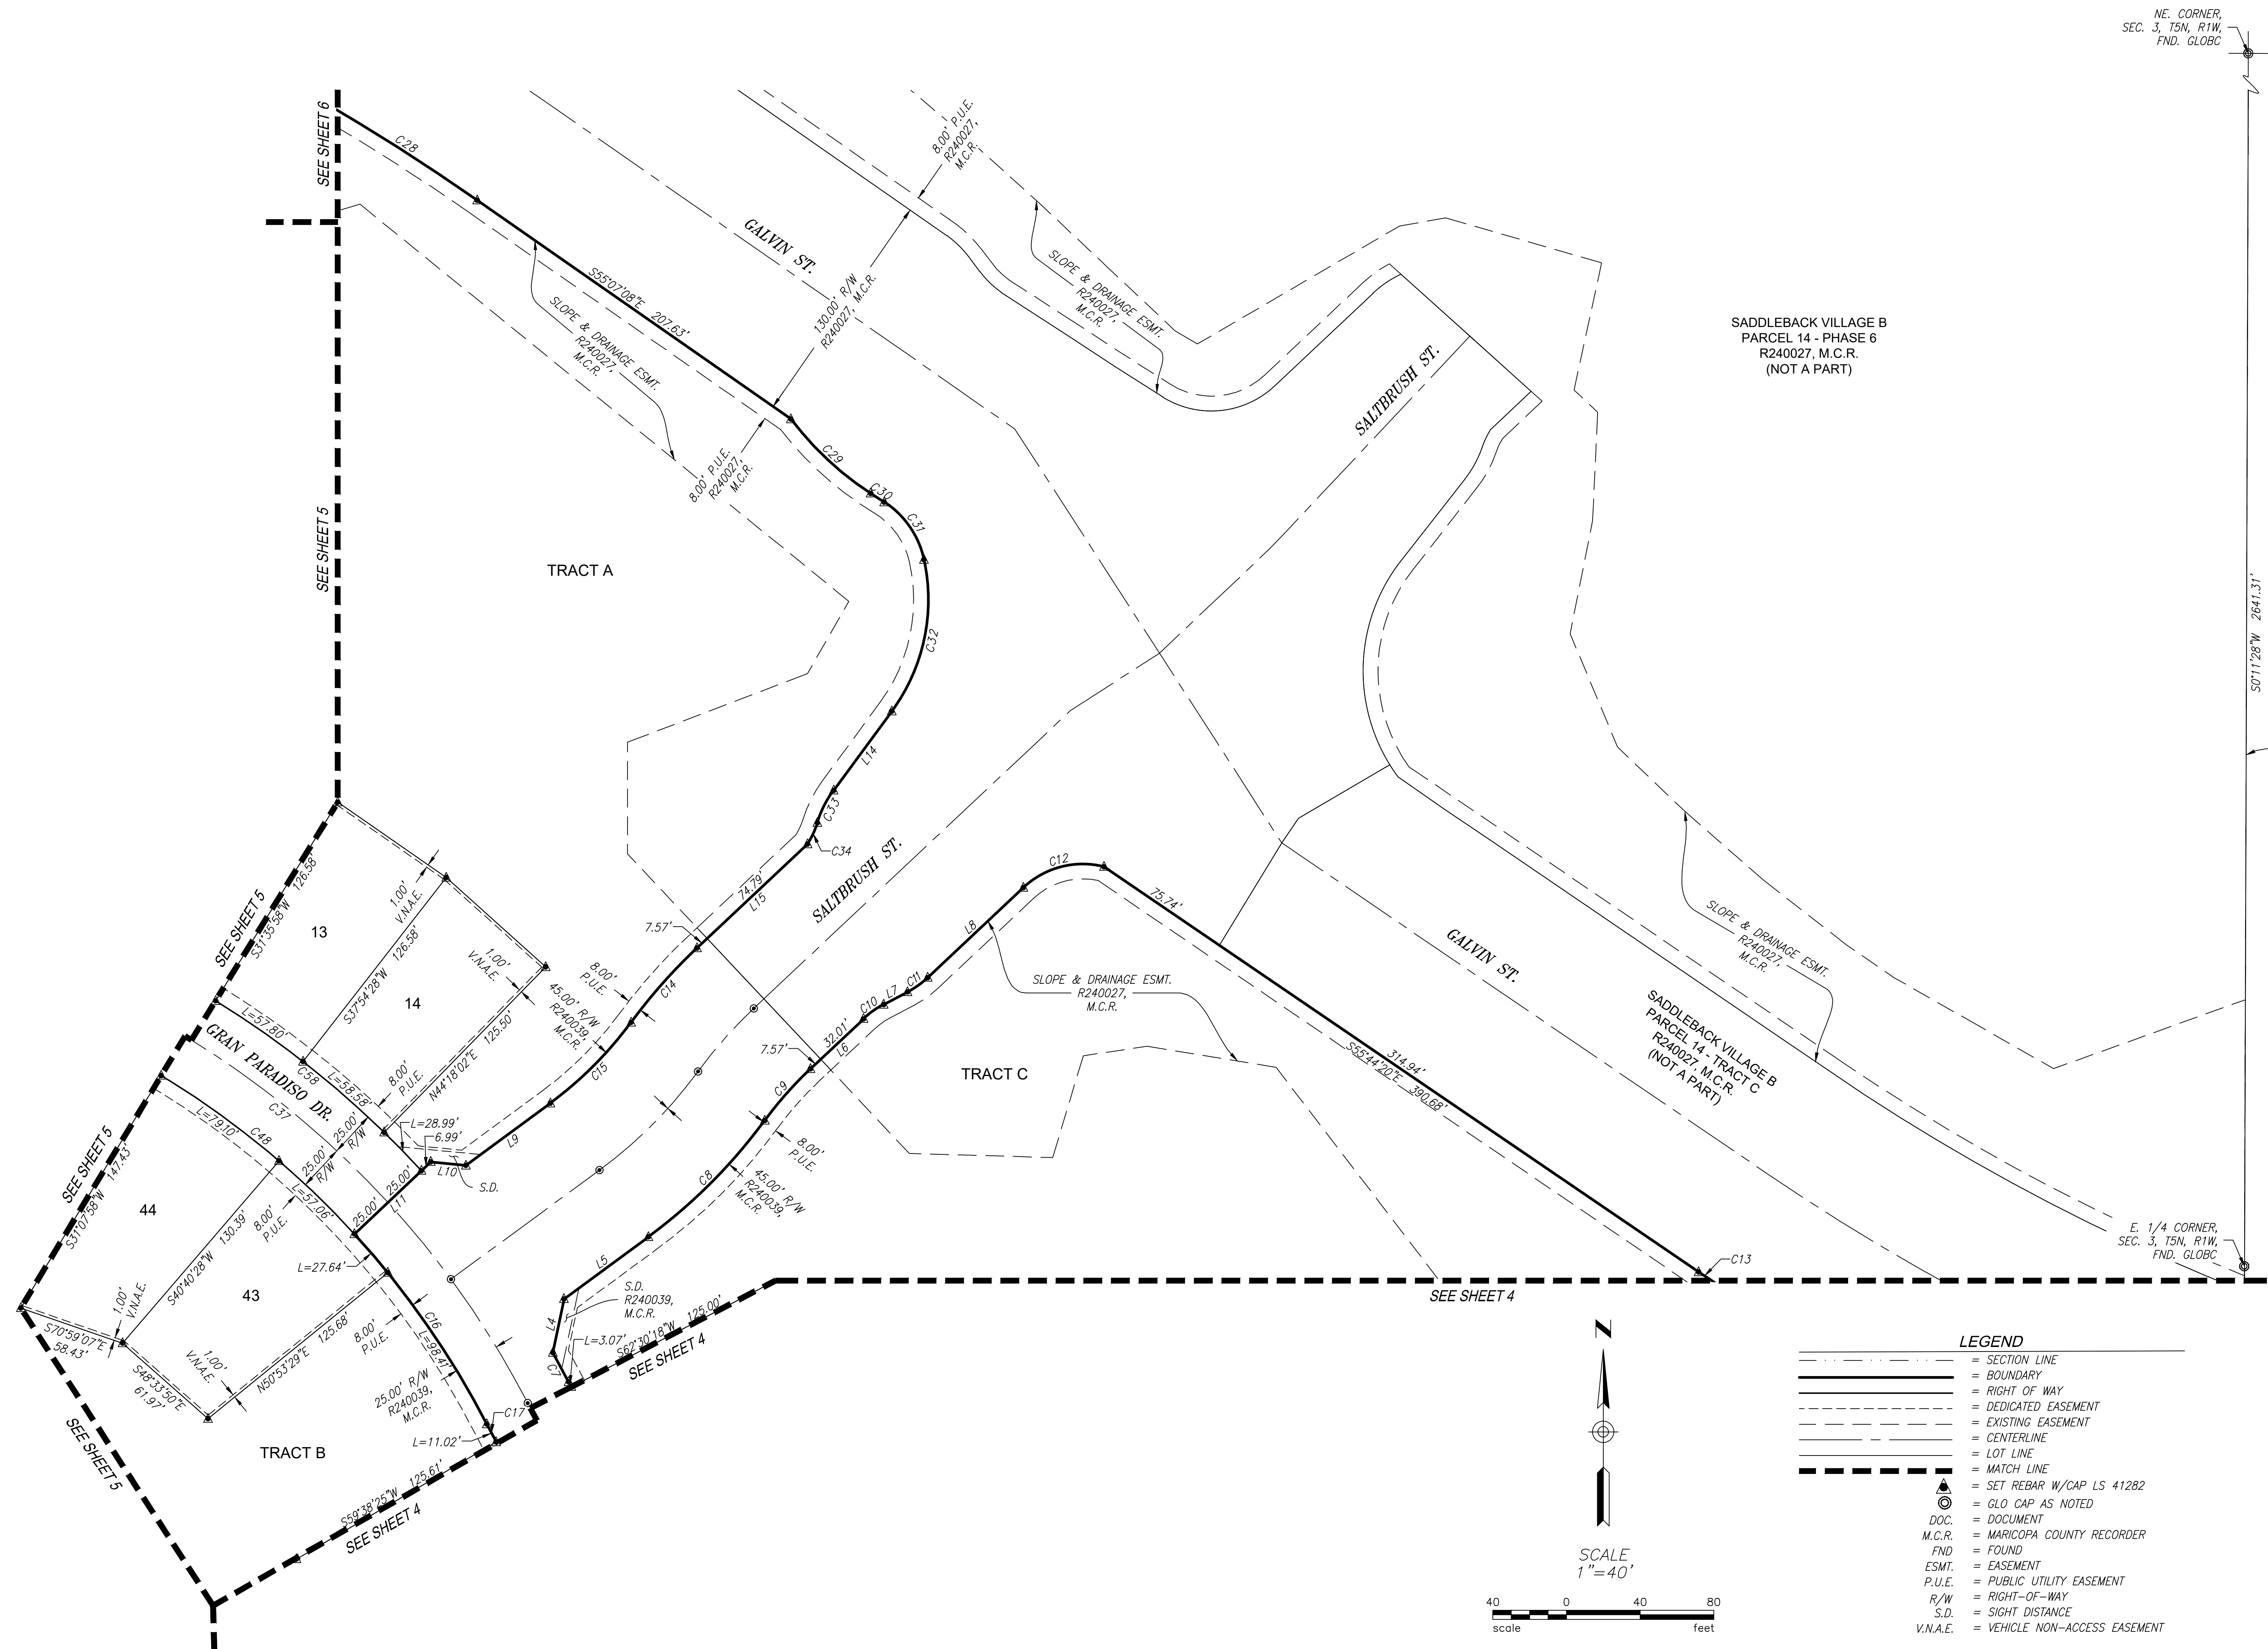 NE. CORNER,
SEC. 3, T5N, R1W,
FND. GLOBC
SEE SHEET 6
C28
8.00' P.U.E.
R240027,
M.C.R.
GALVIN ST.
S55°07'08"E 207.63'
SLOPE & DRAINAGE ESMT.
R240027,
M.C.R.
130.00' R/W
R240027, M.C.R.
SLOPE & DRAINAGE ESMT.
R240027,
M.C.R.
SADDLEBACK VILLAGE B
PARCEL 14 - PHASE 6
R240027, M.C.R.
(NOT A PART)
SALTBRUSH ST.
8.00' P.U.E.
R240027,
M.C.R.
C29
C30
C31
C32
SEE SHEET 5
TRACT A
S0°11'28"W 2641.31'
L14
C33
C34
74.79'
L15
SALTBRUSH ST.
7.57'
C12
75.74'
SEE SHEET 5
S31°35'58"W 126.58'
13
1.00'
V.N.A.E.
S37°54'28"W 126.58'
14
1.00'
V.N.A.E.
N44°18'02"E 125.50'
45.00' R/W
R240039,
M.C.R.
8.00'
P.U.E.
C14
C15
L8
C11
L7
C10
32.01'
L6
7.57'
C9
SLOPE & DRAINAGE ESMT.
R240027,
M.C.R.
TRACT C
GALVIN ST.
SLOPE & DRAINAGE ESMT.
R240027,
M.C.R.
SADDLEBACK VILLAGE B
PARCEL 14 - TRACT C
R240027, M.C.R.
(NOT A PART)
314.94'
S55°44'20"E 390.68'
L=57.80'
C58
L=58.58'
8.00'
P.U.E.
GRAN PARADISO DR.
C37
25.00'
R/W
25.00'
R/W
L=28.99'
6.99'
L9
L10
S.D.
25.00'
25.00'
L11
L=79.10'
C48
L=57.06'
8.00'
P.U.E.
8.00'
P.U.E.
45.00' R/W
R240039,
M.C.R.
C8
SEE SHEET 5
S31°07'58"W 147.43'
44
S40°40'28"W 130.39'
L=27.64'
43
L5
S.D.
R240039,
M.C.R.
L4
L=3.07'
C7
S62°30'18"W 125.00'
SEE SHEET 4
C13
E. 1/4 CORNER,
SEC. 3, T5N, R1W,
FND. GLOBC
SEE SHEET 4
1.00'
V.N.A.E.
S70°59'07"E
58.43'
S48°33'50"E
61.97'
1.00'
V.N.A.E.
N50°53'29"E 125.68'
8.00'
P.U.E.
C16
L=98.41'
25.00' R/W
R240039,
M.C.R.
C17
L=11.02'
TRACT B
SEE SHEET 5
S59°38'25"W 125.61'
SEE SHEET 4
N
SCALE
1"=40'
40 0 40 80
scale feet
LEGEND
= SECTION LINE
= BOUNDARY
= RIGHT OF WAY
= DEDICATED EASEMENT
= EXISTING EASEMENT
= CENTERLINE
= LOT LINE
= MATCH LINE
= SET REBAR W/CAP LS 41282
= GLO CAP AS NOTED
DOC. = DOCUMENT
M.C.R. = MARICOPA COUNTY RECORDER
FND = FOUND
ESMT. = EASEMENT
P.U.E. = PUBLIC UTILITY EASEMENT
R/W = RIGHT-OF-WAY
S.D. = SIGHT DISTANCE
V.N.A.E. = VEHICLE NON-ACCESS EASEMENT